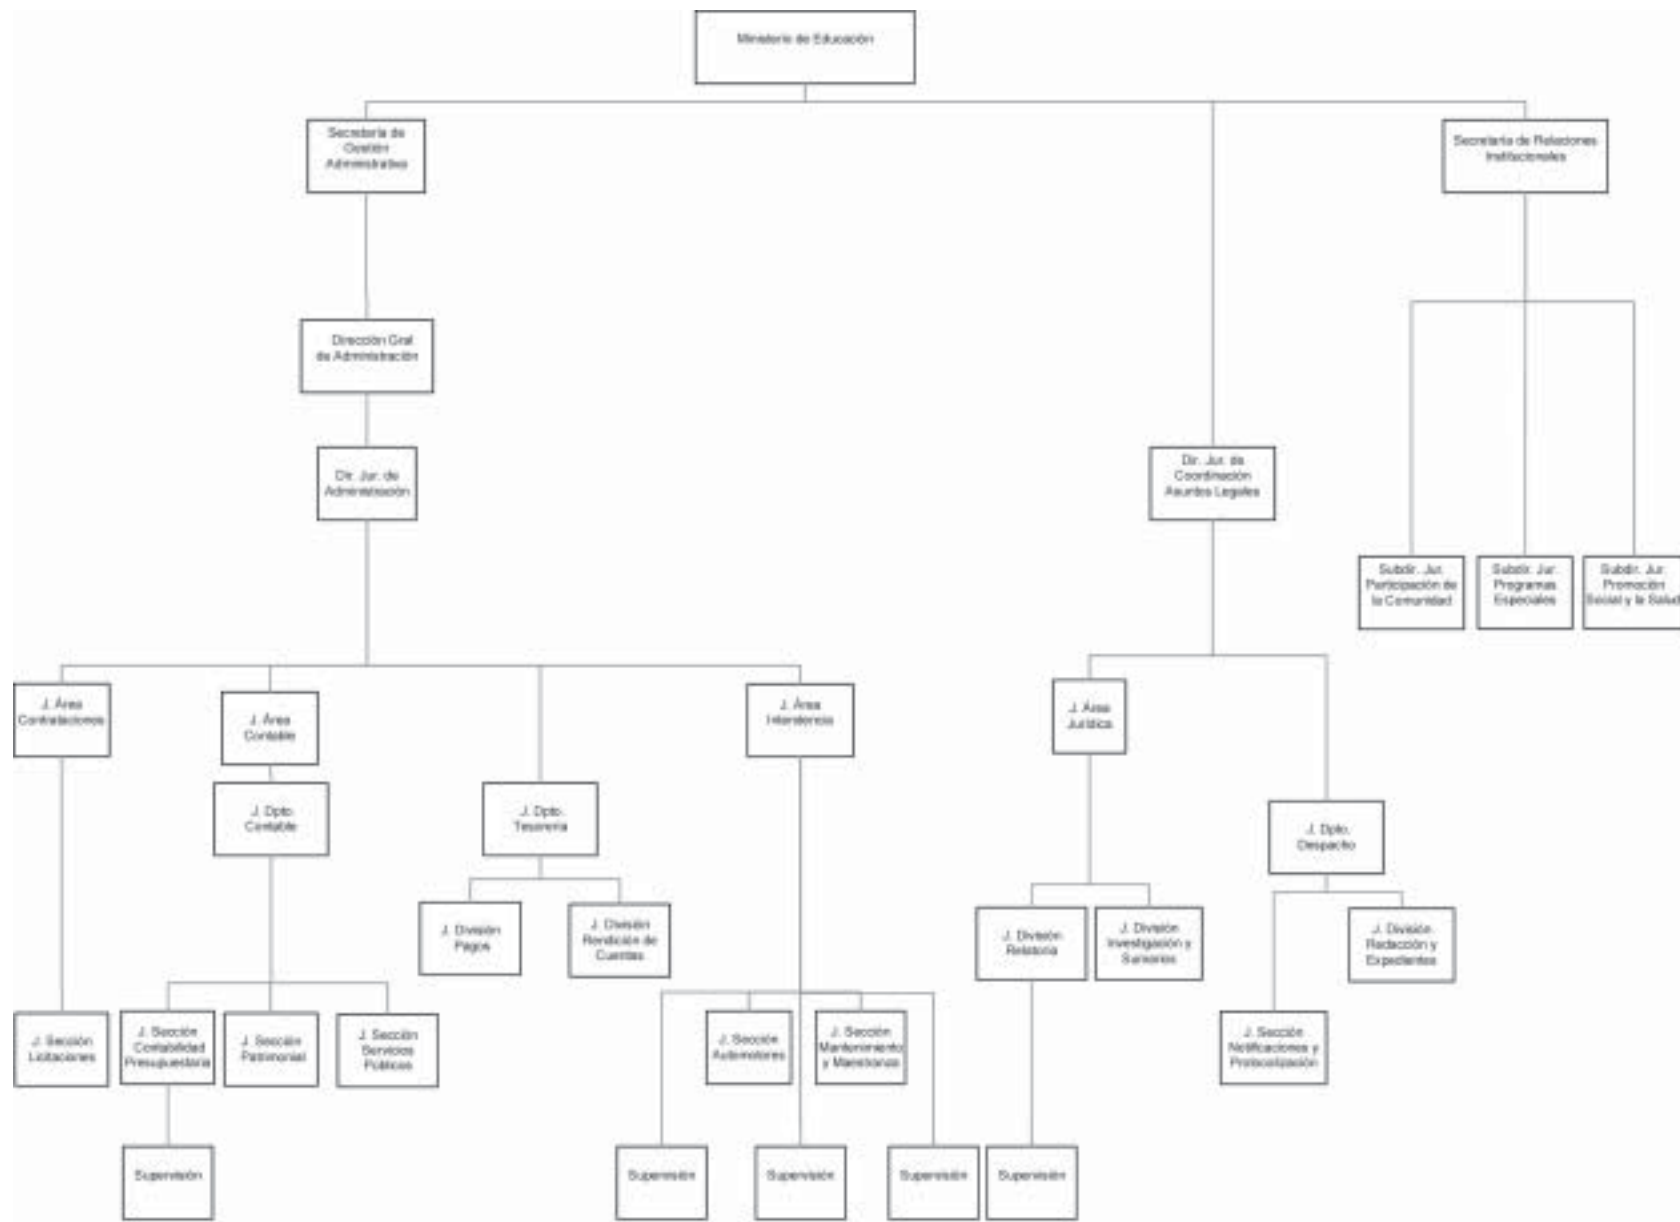 Ministerio de Educación
Secretaría de
Gestión
Administrativa
Secretaría de Relaciones
Institucionales
Dirección Gral
de Administración
Dir. Jur. de
Administración
Dir. Jur. de
Coordinación
Asuntos Legales
Subdir. Jur.
Participación de
la Comunidad
Subdir. Jur.
Programas
Especiales
Subdir. Jur.
Promoción
Social y la Salud
J. Área
Contrataciones
J. Área
Contable
J. Área
Intendencia
J. Área
Jurídica
J. Dpto.
Contable
J. Dpto.
Tesorería
J. Dpto.
Despacho
J. División
Pagos
J. División
Rendición de
Cuentas
J. División
Relatoría
J. División
Investigación y
Sumarios
J. División
Redacción y
Expedientes
J. Sección
Licitaciones
J. Sección
Contabilidad
Presupuestaria
J. Sección
Patrimonial
J. Sección
Servicios
Públicos
J. Sección
Automotores
J. Sección
Mantenimiento
y Maestranza
J. Sección
Notificaciones y
Protocolización
Supervisión
Supervisión
Supervisión
Supervisión
Supervisión